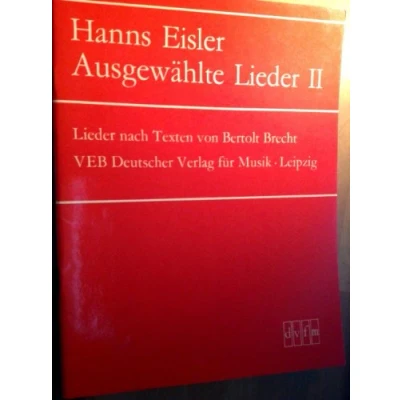 Hanns Eisler
Ausgewählte Lieder II
Lieder nach Texten von Bertolt Brecht
VEB Deutscher Verlag für Musik · Leipzig
dvfm